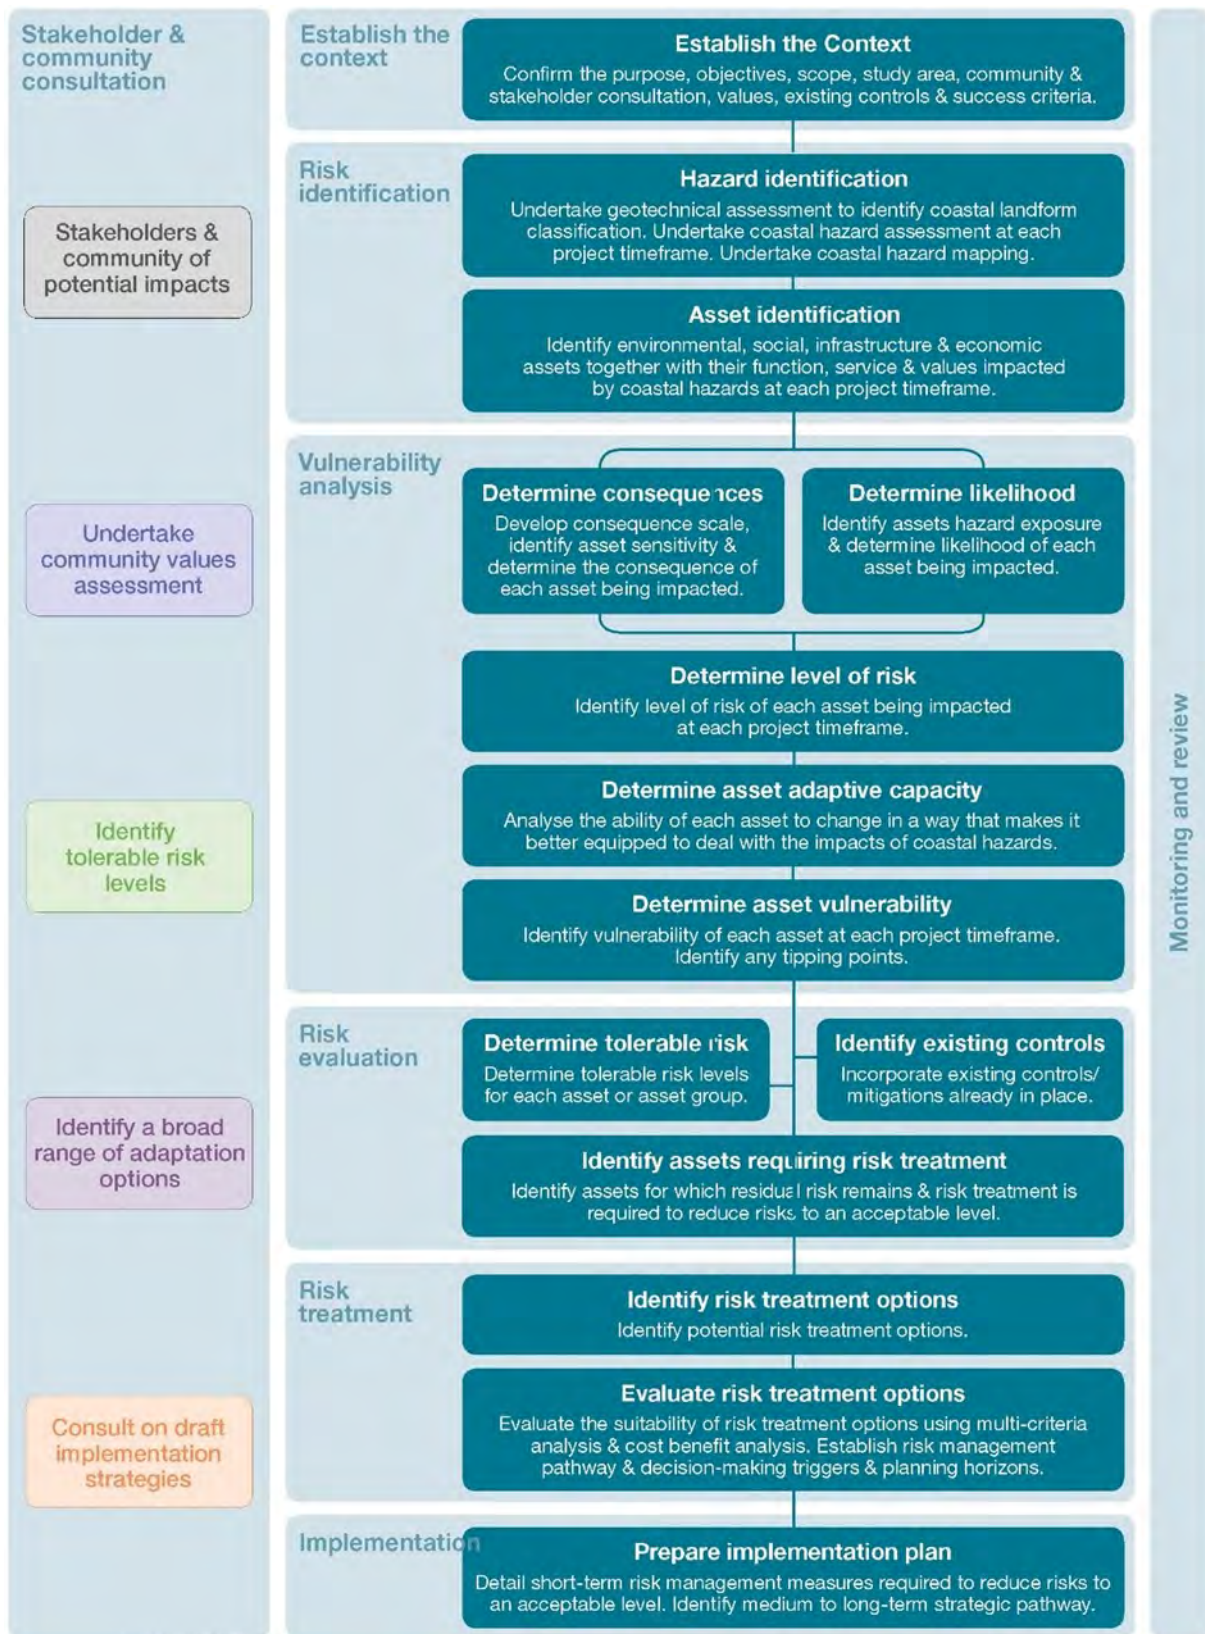 Stakeholder &
community
consultation
Stakeholders &
community of
potential impacts
Undertake
community values
assessment
Identify
tolerable risk
levels
Identify a broad
range of adaptation
options
Consult on draft
implementation
strategies
Establish the
context
Establish the Context
Confirm the purpose, objectives, scope, study area, community &
stakeholder consultation, values, existing controls & success criteria.
Risk
identification
Hazard identification
Undertake geotechnical assessment to identify coastal landform
classification. Undertake coastal hazard assessment at each
project timeframe. Undertake coastal hazard mapping.
Asset identification
Identify environmental, social, infrastructure & economic
assets together with their function, service & values impacted
by coastal hazards at each project timeframe.
Vulnerability
analysis
Determine consequences
Develop consequence scale,
identify asset sensitivity &
determine the consequence of
each asset being impacted.
Determine likelihood
Identify assets hazard exposure
& determine likelihood of each
asset being impacted.
Determine level of risk
Identify level of risk of each asset being impacted
at each project timeframe.
Determine asset adaptive capacity
Analyse the ability of each asset to change in a way that makes it
better equipped to deal with the impacts of coastal hazards.
Determine asset vulnerability
Identify vulnerability of each asset at each project timeframe.
Identify any tipping points.
Risk
evaluation
Determine tolerable risk
Determine tolerable risk levels
for each asset or asset group.
Identify existing controls
Incorporate existing controls/
mitigations already in place.
Identify assets requiring risk treatment
Identify assets for which residual risk remains & risk treatment is
required to reduce risks to an acceptable level.
Risk
treatment
Identify risk treatment options
Identify potential risk treatment options.
Evaluate risk treatment options
Evaluate the suitability of risk treatment options using multi-criteria
analysis & cost benefit analysis. Establish risk management
pathway & decision-making triggers & planning horizons.
Implementation
Prepare implementation plan
Detail short-term risk management measures required to reduce risks to
an acceptable level. Identify medium to long-term strategic pathway.
Monitoring and review